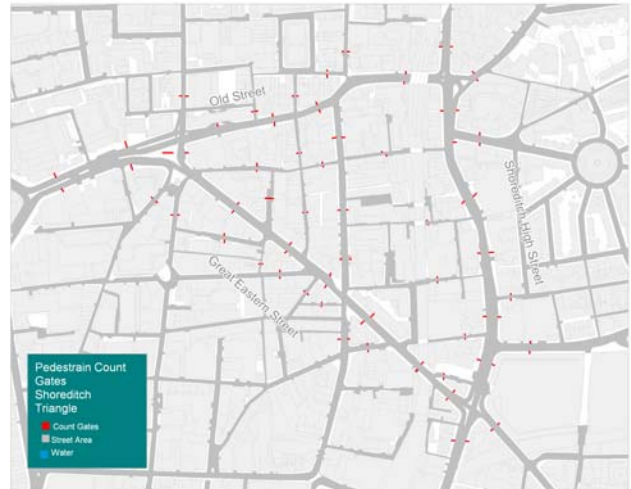 Old Street
Shoreditch High Street
Great Eastern Street
Pedestrain Count
Gates
Shoreditch
Triangle
Count Gates
Street Area
Water